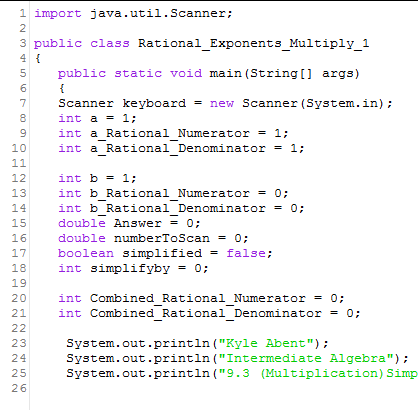 1 import java.util.Scanner;
2
3 public class Rational_Exponents_Multiply_1
4 {
5 public static void main(String[] args)
6 {
7 Scanner keyboard = new Scanner(System.in);
8 int a = 1;
9 int a_Rational_Numerator = 1;
10 int a_Rational_Denominator = 1;
11
12 int b = 1;
13 int b_Rational_Numerator = 0;
14 int b_Rational_Denominator = 0;
15 double Answer = 0;
16 double numberToScan = 0;
17 boolean simplified = false;
18 int simplifyby = 0;
19
20 int Combined_Rational_Numerator = 0;
21 int Combined_Rational_Denominator = 0;
22
23 System.out.println("Kyle Abent");
24 System.out.println("Intermediate Algebra");
25 System.out.println("9.3 (Multiplication)Simp
26